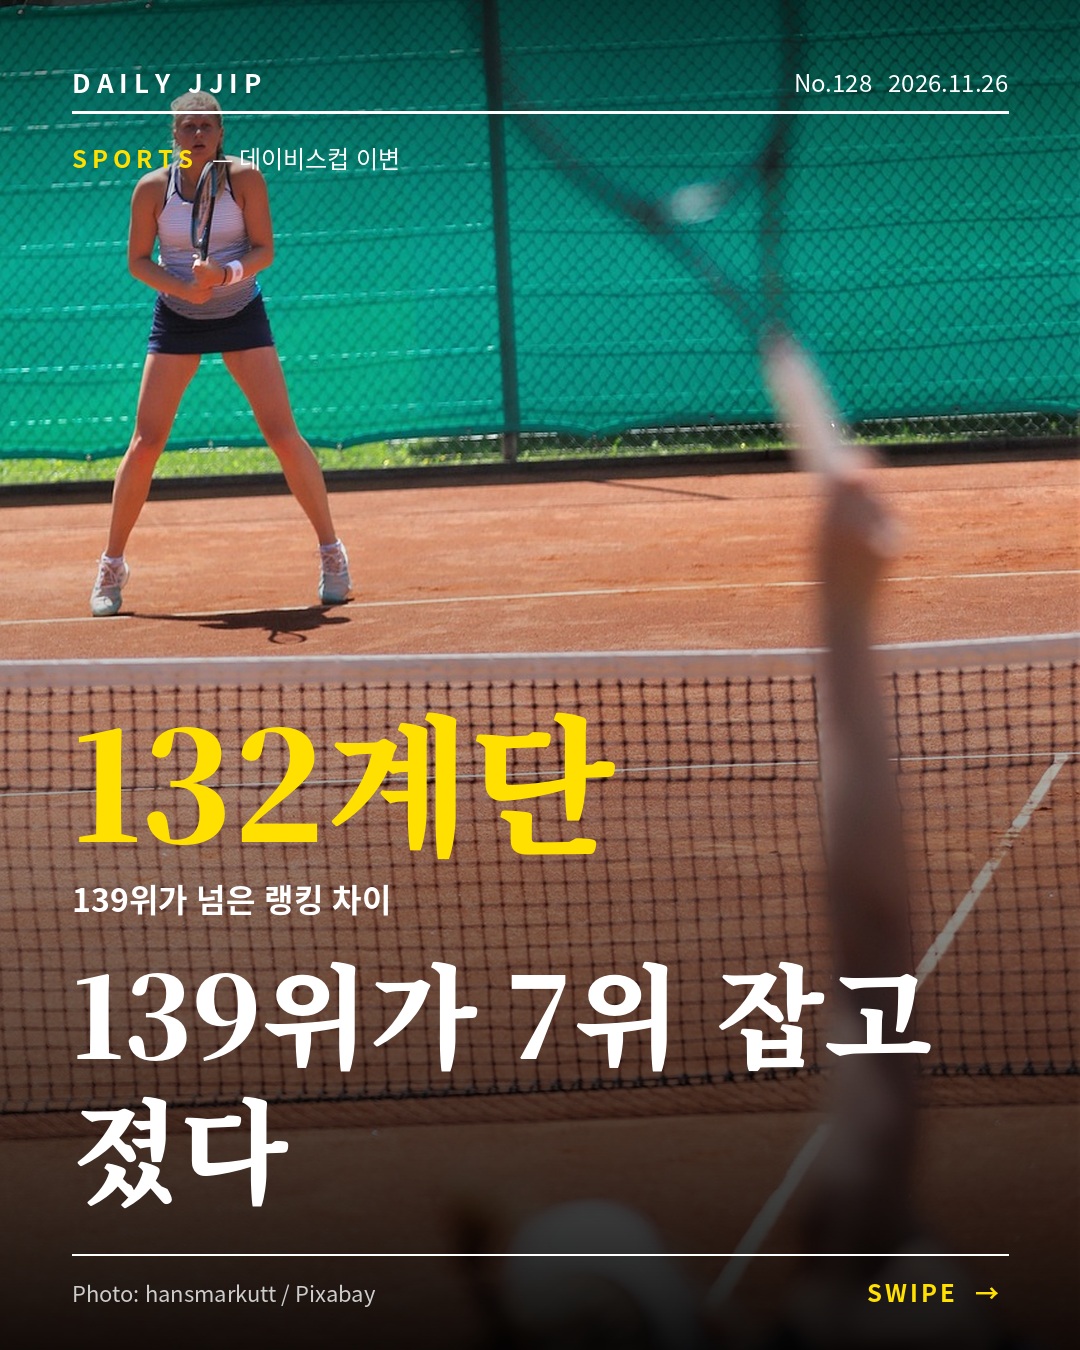 DAILY JJIP
No.128 2026.11.26
SPORTS — 데이비스컵 이변
132계단
139위가 넘은 랭킹 차이
139위가 7위 잡고
졌다
Photo: hansmarkutt / Pixabay
SWIPE →